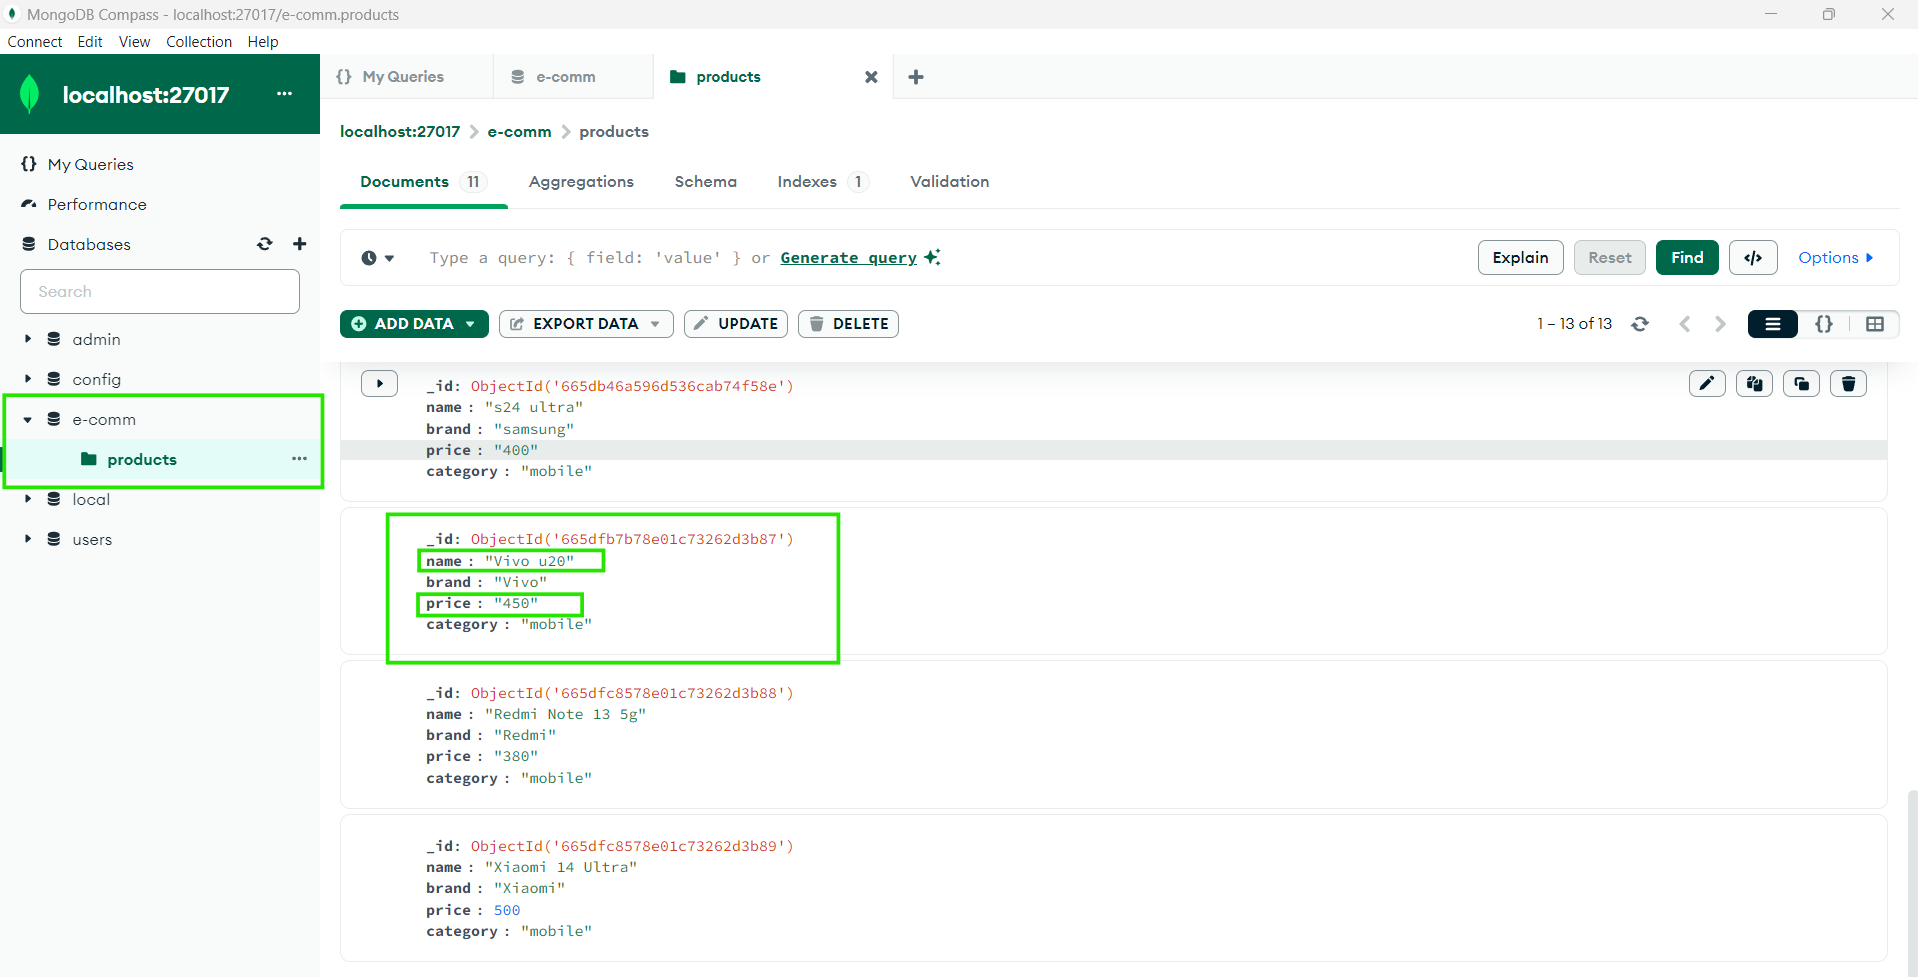 MongoDB Compass - localhost:27017/e-comm.products
Connect Edit View Collection Help
localhost:27017 ...
{} My Queries
Performance
Databases
Search
admin
config
e-comm
products ...
local
users
{} My Queries e-comm products
localhost:27017 > e-comm > products
Documents 11 Aggregations Schema Indexes 1 Validation
Type a query: { field: 'value' } or Generate query
Explain Reset Find </> Options
ADD DATA EXPORT DATA UPDATE DELETE
1 – 13 of 13 {}
_id: ObjectId('665db46a596d536cab74f58e')
name : "s24 ultra"
brand : "samsung"
price : "400"
category : "mobile"
_id: ObjectId('665dfb7b78e01c73262d3b87')
name : "Vivo u20"
brand : "Vivo"
price : "450"
category : "mobile"
_id: ObjectId('665dfc8578e01c73262d3b88')
name : "Redmi Note 13 5g"
brand : "Redmi"
price : "380"
category : "mobile"
_id: ObjectId('665dfc8578e01c73262d3b89')
name : "Xiaomi 14 Ultra"
brand : "Xiaomi"
price : 500
category : "mobile"